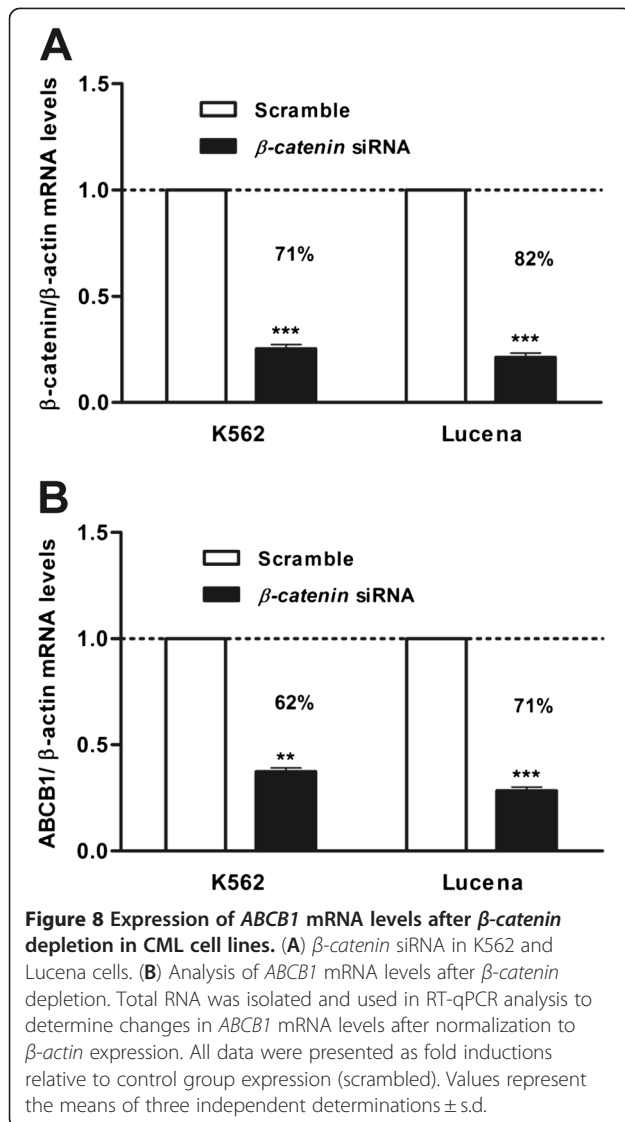 A
β-catenin/β-actin mRNA levels
1.5
1.0
0.5
0.0
Scramble
β-catenin siRNA
71%
82%
***
***
K562
Lucena
B
ABCB1/ β-actin mRNA levels
1.5
1.0
0.5
0.0
Scramble
β-catenin siRNA
62%
71%
**
***
K562
Lucena
Figure 8 Expression of ABCB1 mRNA levels after β-catenin
depletion in CML cell lines. (A) β-catenin siRNA in K562 and
Lucena cells. (B) Analysis of ABCB1 mRNA levels after β-catenin
depletion. Total RNA was isolated and used in RT-qPCR analysis to
determine changes in ABCB1 mRNA levels after normalization to
β-actin expression. All data were presented as fold inductions
relative to control group expression (scrambled). Values represent
the means of three independent determinations ± s.d.